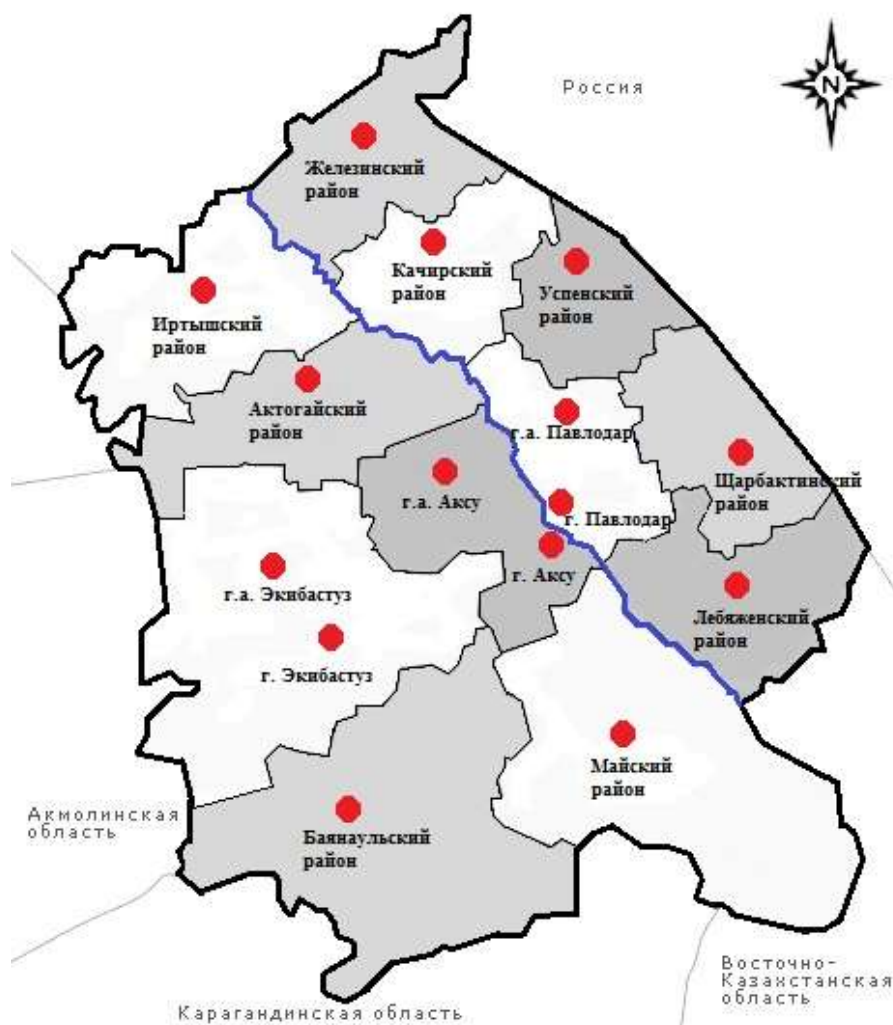 Россия
N
Железинский
район
Качирский
район
Успенский
район
Иртышский
район
Актогайский
район
г.а. Павлодар
Щарбактинский
район
г.а. Аксу
г. Павлодар
г. Аксу
г.а. Экибастуз
Лебяженский
район
г. Экибастуз
Майский
район
Акмолинская
область
Баянаульский
район
Восточно-
Казахстанская
область
Карагандинская область